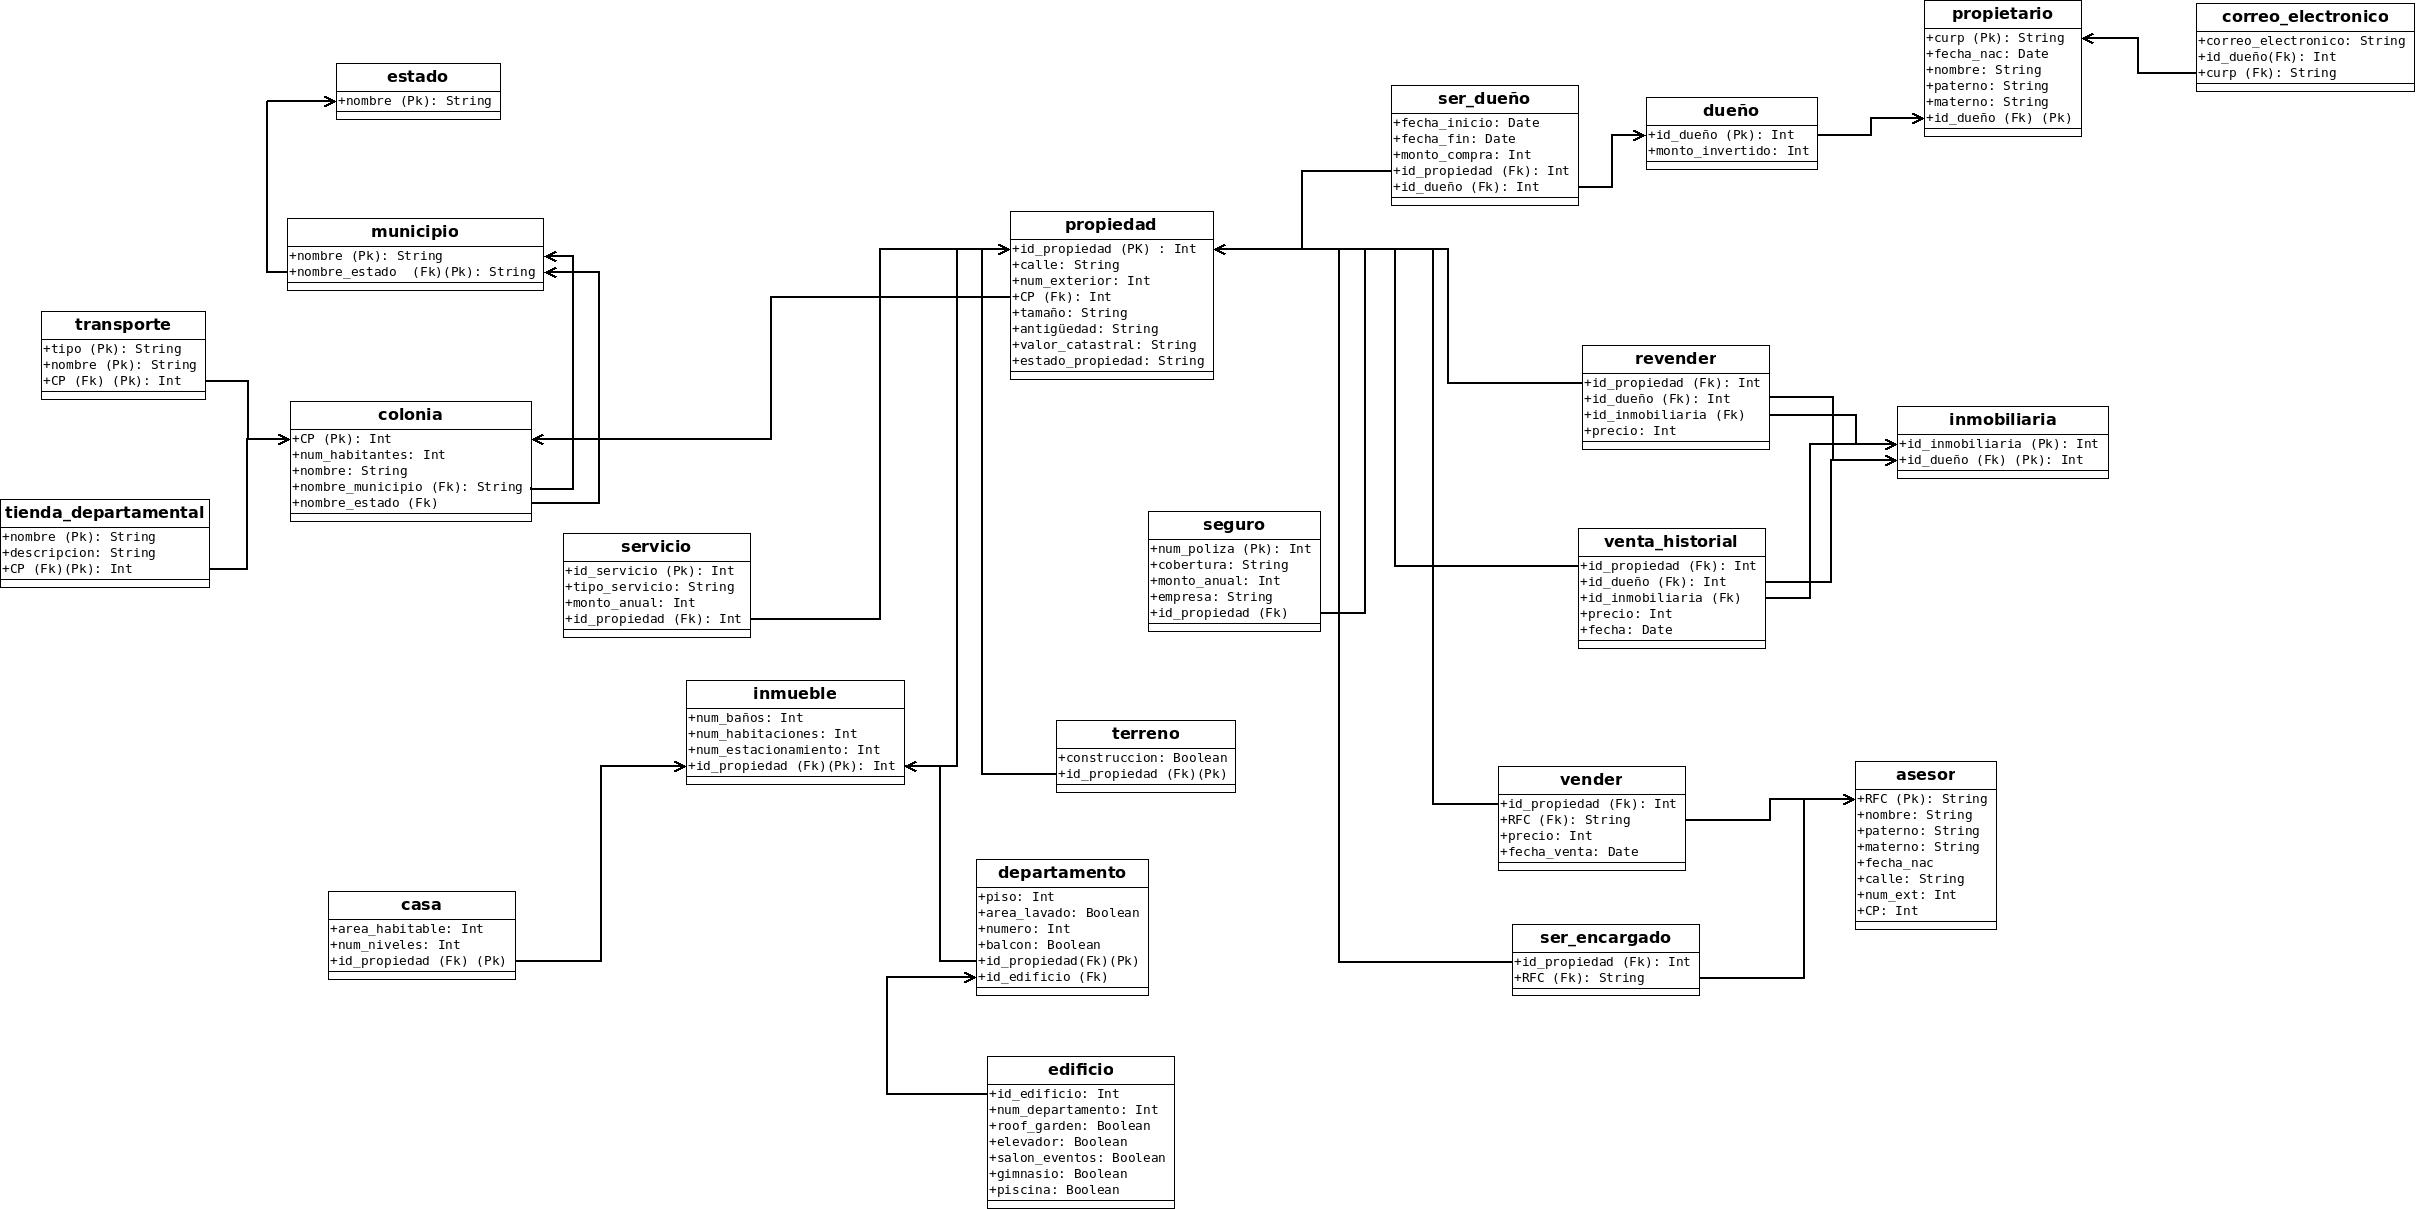 estado
+nombre (Pk): String
municipio
+nombre (Pk): String
+nombre_estado  (Fk)(Pk): String
transporte
+tipo (Pk): String
+nombre (Pk): String
+CP (Fk) (Pk): Int
colonia
+CP (Pk): Int
+num_habitantes: Int
+nombre: String
+nombre_municipio (Fk): String
+nombre_estado (Fk)
tienda_departamental
+nombre (Pk): String
+descripcion: String
+CP (Fk)(Pk): Int
servicio
+id_servicio (Pk): Int
+tipo_servicio: String
+monto_anual: Int
+id_propiedad (Fk): Int
propiedad
+id_propiedad (PK) : Int
+calle: String
+num_exterior: Int
+CP (Fk): Int
+tamaño: String
+antigüedad: String
+valor_catastral: String
+estado_propiedad: String
ser_dueño
+fecha_inicio: Date
+fecha_fin: Date
+monto_compra: Int
+id_propiedad (Fk): Int
+id_dueño (Fk): Int
dueño
+id_dueño (Pk): Int
+monto_invertido: Int
propietario
+curp (Pk): String
+fecha_nac: Date
+nombre: String
+paterno: String
+materno: String
+id_dueño (Fk) (Pk)
correo_electronico
+correo_electronico: String
+id_dueño(Fk): Int
+curp (Fk): String
revender
+id_propiedad (Fk): Int
+id_dueño (Fk): Int
+id_inmobiliaria (Fk)
+precio: Int
inmobiliaria
+id_inmobiliaria (Pk): Int
+id_dueño (Fk) (Pk): Int
seguro
+num_poliza (Pk): Int
+cobertura: String
+monto_anual: Int
+empresa: String
+id_propiedad (Fk)
venta_historial
+id_propiedad (Fk): Int
+id_dueño (Fk): Int
+id_inmobiliaria (Fk)
+precio: Int
+fecha: Date
inmueble
+num_baños: Int
+num_habitaciones: Int
+num_estacionamiento: Int
+id_propiedad (Fk)(Pk): Int
terreno
+construccion: Boolean
+id_propiedad (Fk)(Pk)
vender
+id_propiedad (Fk): Int
+RFC (Fk): String
+precio: Int
+fecha_venta: Date
asesor
+RFC (Pk): String
+nombre: String
+paterno: String
+materno: String
+fecha_nac
+calle: String
+num_ext: Int
+CP: Int
casa
+area_habitable: Int
+num_niveles: Int
+id_propiedad (Fk) (Pk)
departamento
+piso: Int
+area_lavado: Boolean
+numero: Int
+balcon: Boolean
+id_propiedad(Fk)(Pk)
+id_edificio (Fk)
ser_encargado
+id_propiedad (Fk): Int
+RFC (Fk): String
edificio
+id_edificio: Int
+num_departamento: Int
+roof_garden: Boolean
+elevador: Boolean
+salon_eventos: Boolean
+gimnasio: Boolean
+piscina: Boolean